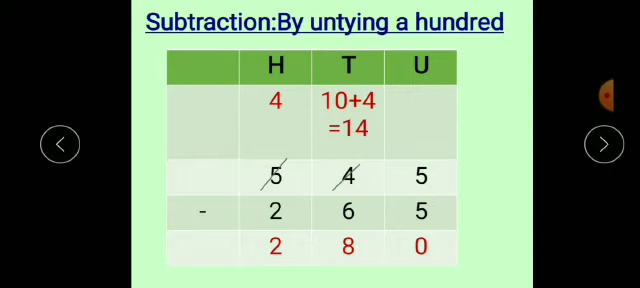 Subtraction:By untying a hundred
H T U
4 10+4
=14
5 4 5
- 2 6 5
2 8 0